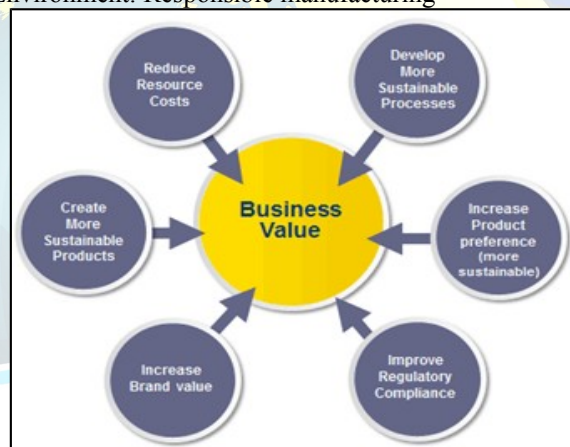 Environment: Responsible manufacturing
Reduce
Resource
Costs
Develop
More
Sustainable
Processes
Create
More
Sustainable
Products
Business
Value
Increase
Product
preference
(more
sustainable)
Increase
Brand value
Improve
Regulatory
Compliance